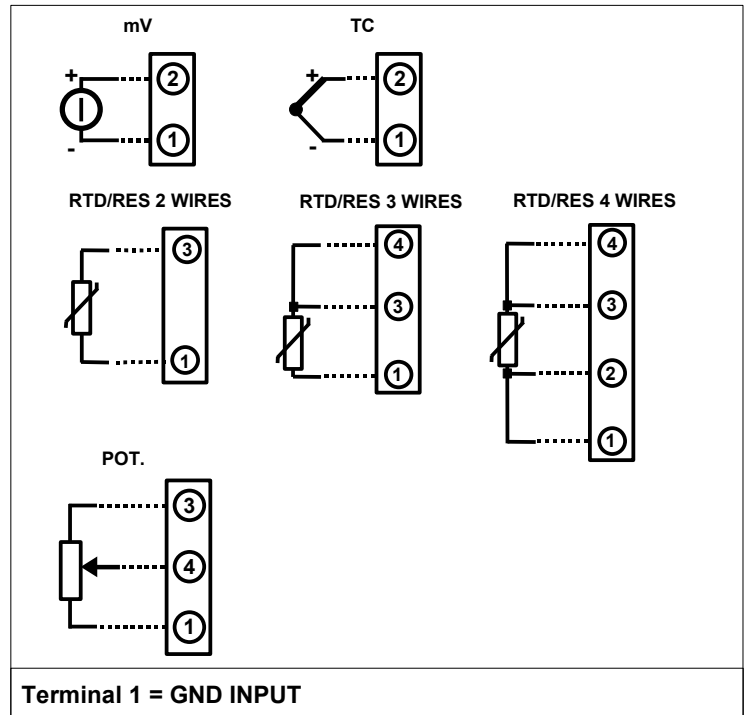 mV TC
+ 2 + 2
- 1 - 1
RTD/RES 2 WIRES RTD/RES 3 WIRES RTD/RES 4 WIRES
3 4 4
3 3
1 1 2
1
POT.
3
4
1
Terminal 1 = GND INPUT